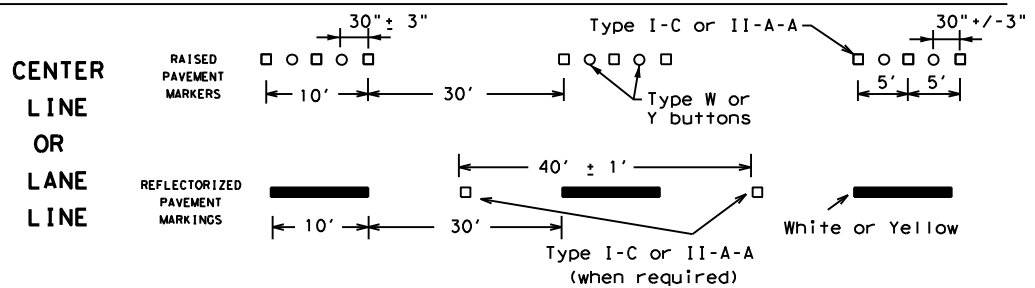 CENTER
LINE
OR
LANE
LINE
RAISED
PAVEMENT
MARKERS
30" ± 3"
10'
30'
Type I-C or II-A-A
Type W or
Y buttons
30" +/-3"
5'
5'
REFLECTORIZED
PAVEMENT
MARKINGS
40' ± 1'
10'
30'
Type I-C or II-A-A
(when required)
White or Yellow